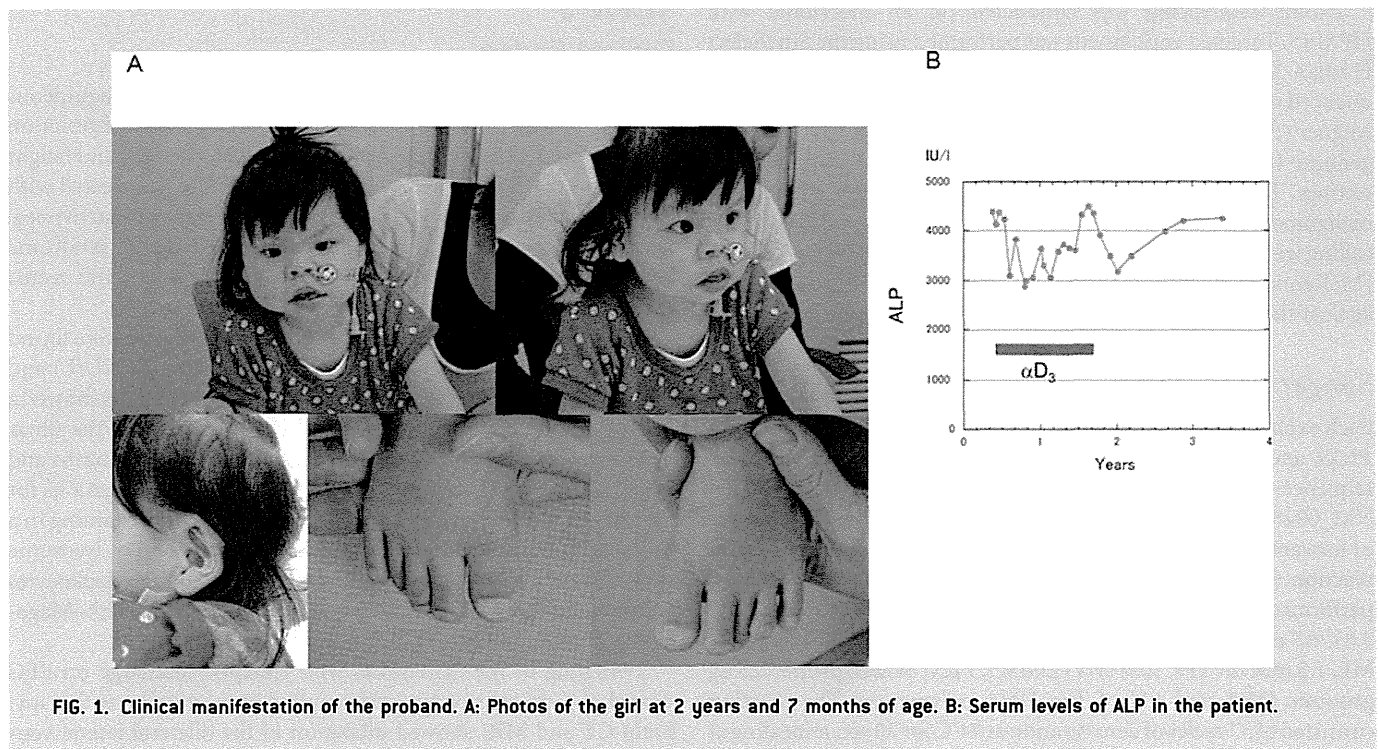 A
B
IU/l
5000
4000
3000
2000
1000
0
ALP
αD₃
0 1 2 3 4
Years
FIG. 1. Clinical manifestation of the proband. A: Photos of the girl at 2 years and 7 months of age. B: Serum levels of ALP in the patient.